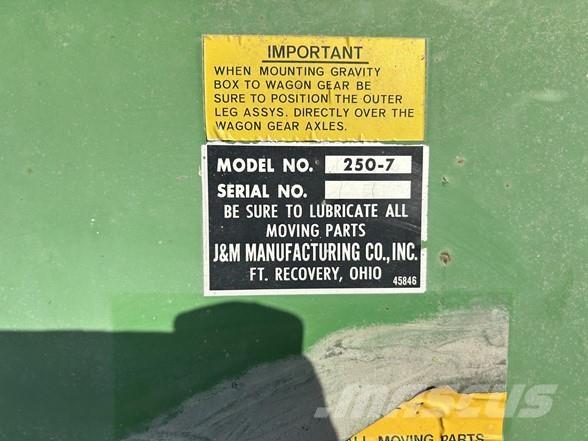 IMPORTANT
WHEN MOUNTING GRAVITY
BOX TO WAGON GEAR BE
SURE TO POSITION THE OUTER
LEG ASSYS. DIRECTLY OVER THE
WAGON GEAR AXLES.
MODEL NO. 250-7
SERIAL NO.
BE SURE TO LUBRICATE ALL
MOVING PARTS
J&M MANUFACTURING CO., INC.
FT. RECOVERY, OHIO
45846
mascus
ALL MOVING PARTS